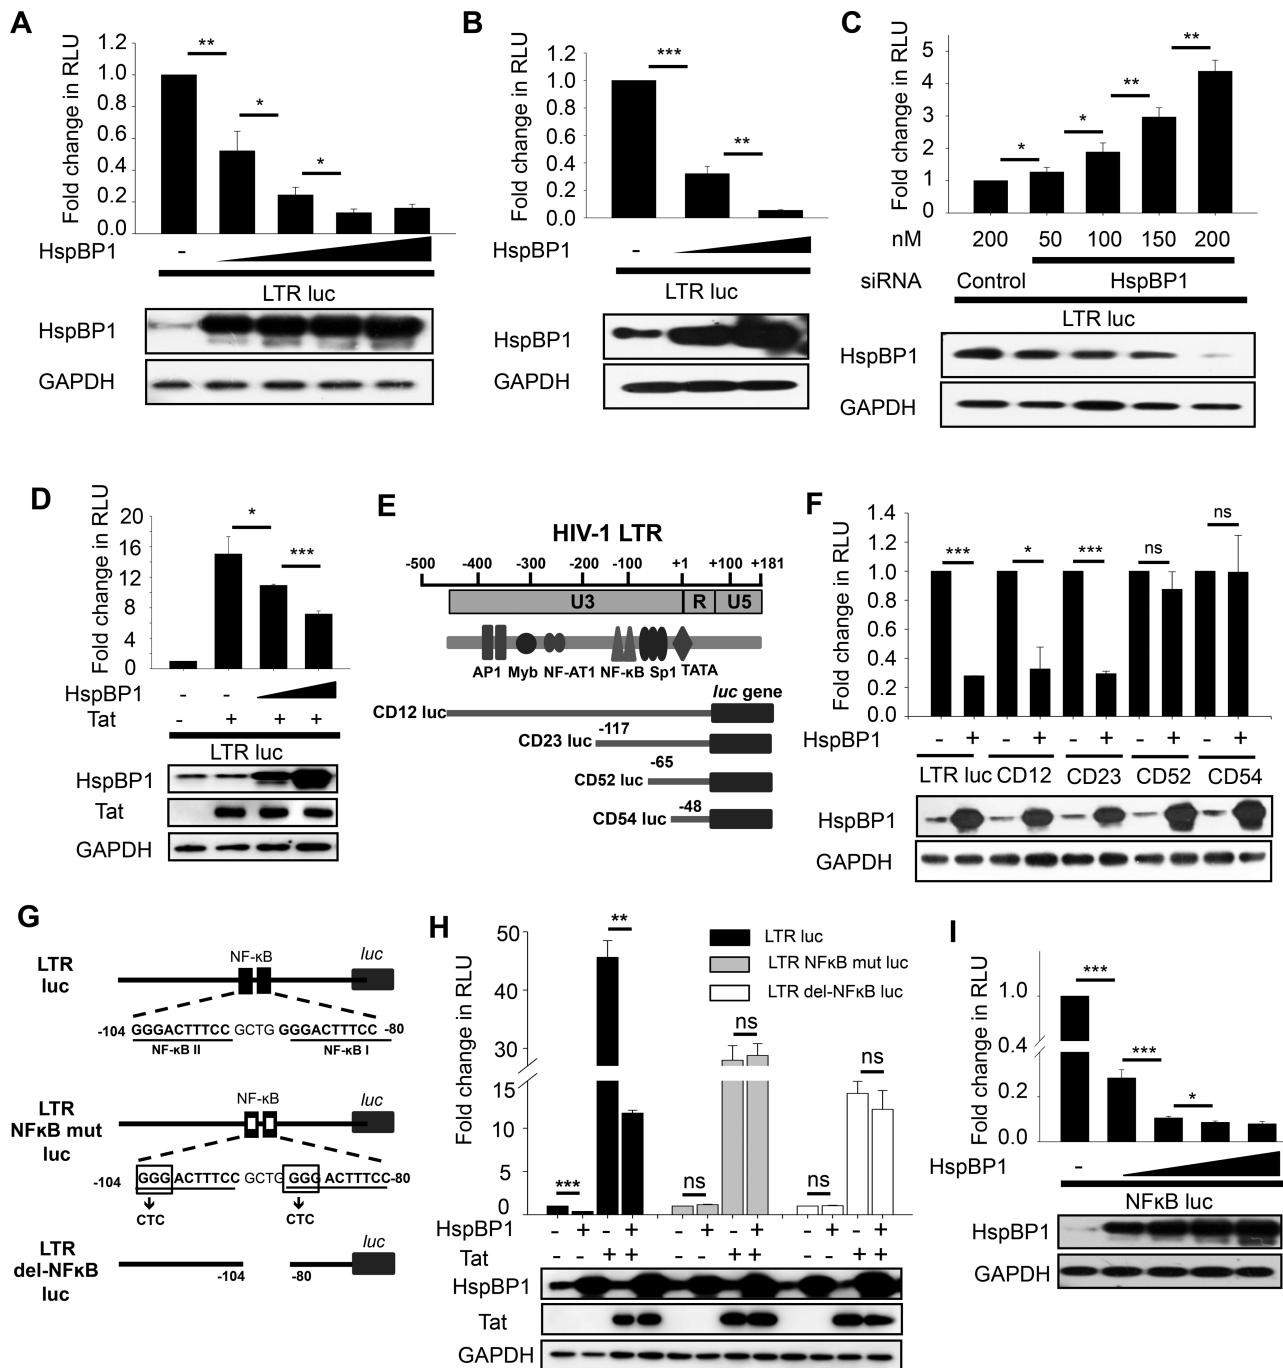 A
Fold change in RLU
1.2
1.0
0.8
0.6
0.4
0.2
0.0
**
*
*
HspBP1
-
LTR luc
HspBP1
GAPDH
B
Fold change in RLU
1.2
1.0
0.8
0.6
0.4
0.2
0.0
***
**
HspBP1
-
LTR luc
HspBP1
GAPDH
C
Fold change in RLU
5
4
3
2
1
0
*
*
**
**
nM 200 50 100 150 200
siRNA Control HspBP1
LTR luc
HspBP1
GAPDH
D
Fold change in RLU
20
16
12
8
4
0
*
***
HspBP1 - -
Tat - + + +
LTR luc
HspBP1
Tat
GAPDH
E
HIV-1 LTR
-500 -400 -300 -200 -100 +1 +100 +181
U3 R U5
AP1 Myb NF-AT1 NF-κB Sp1 TATA
luc gene
CD12 luc
-117
CD23 luc
-65
CD52 luc
-48
CD54 luc
F
Fold change in RLU
1.4
1.2
1.0
0.8
0.6
0.4
0.2
0.0
*** * *** ns ns
HspBP1 - + - + - + - + - +
LTR luc CD12 CD23 CD52 CD54
HspBP1
GAPDH
G
LTR
luc
NF-κB
luc
-104 GGGACTTTCC GCTG GGGACTTTCC -80
NF-κB II NF-κB I
LTR
NFκB mut
luc
NF-κB
luc
-104 GGG ACTTTCC GCTG GGG ACTTTCC-80
CTC CTC
LTR
del-NFκB
luc
luc
-104 -80
H
Fold change in RLU
50
40
30
15
10
5
0
LTR luc
LTR NFκB mut luc
LTR del-NFκB luc
*** ** ns ns ns ns
HspBP1 - + - + - + - + - + - +
Tat - - + + - - + + - - + +
HspBP1
Tat
GAPDH
I
Fold change in RLU
1.0
0.4
0.2
0.0
***
***
*
HspBP1
-
NFκB luc
HspBP1
GAPDH